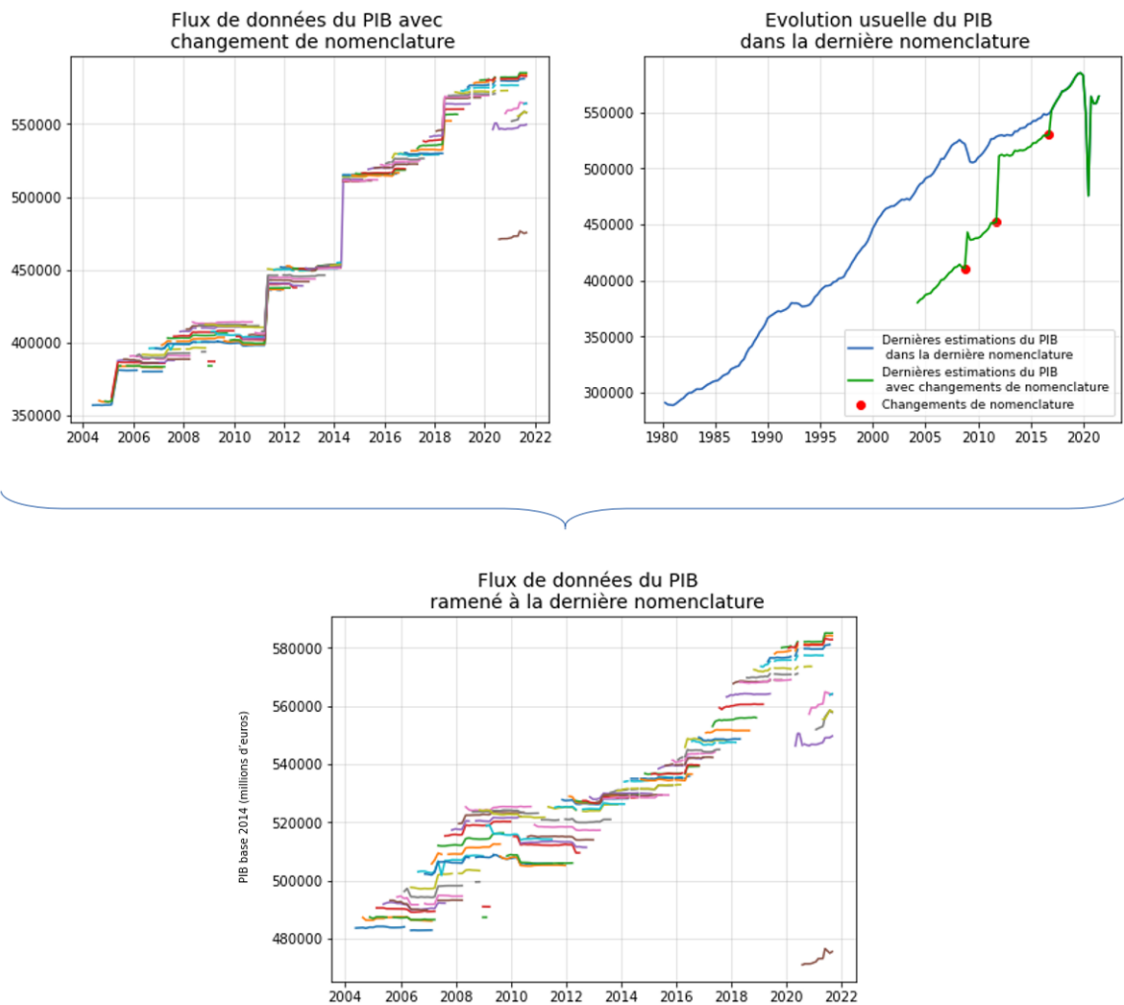 Flux de données du PIB avec
changement de nomenclature
550000
500000
450000
400000
350000
2004 2006 2008 2010 2012 2014 2016 2018 2020 2022
Evolution usuelle du PIB
dans la dernière nomenclature
550000
500000
450000
400000
350000
300000
Dernières estimations du PIB
dans la dernière nomenclature
Dernières estimations du PIB
avec changements de nomenclature
Changements de nomenclature
1980 1985 1990 1995 2000 2005 2010 2015 2020
Flux de données du PIB
ramené à la dernière nomenclature
PIB base 2014 (millions d'euros)
580000
560000
540000
520000
500000
480000
2004 2006 2008 2010 2012 2014 2016 2018 2020 2022